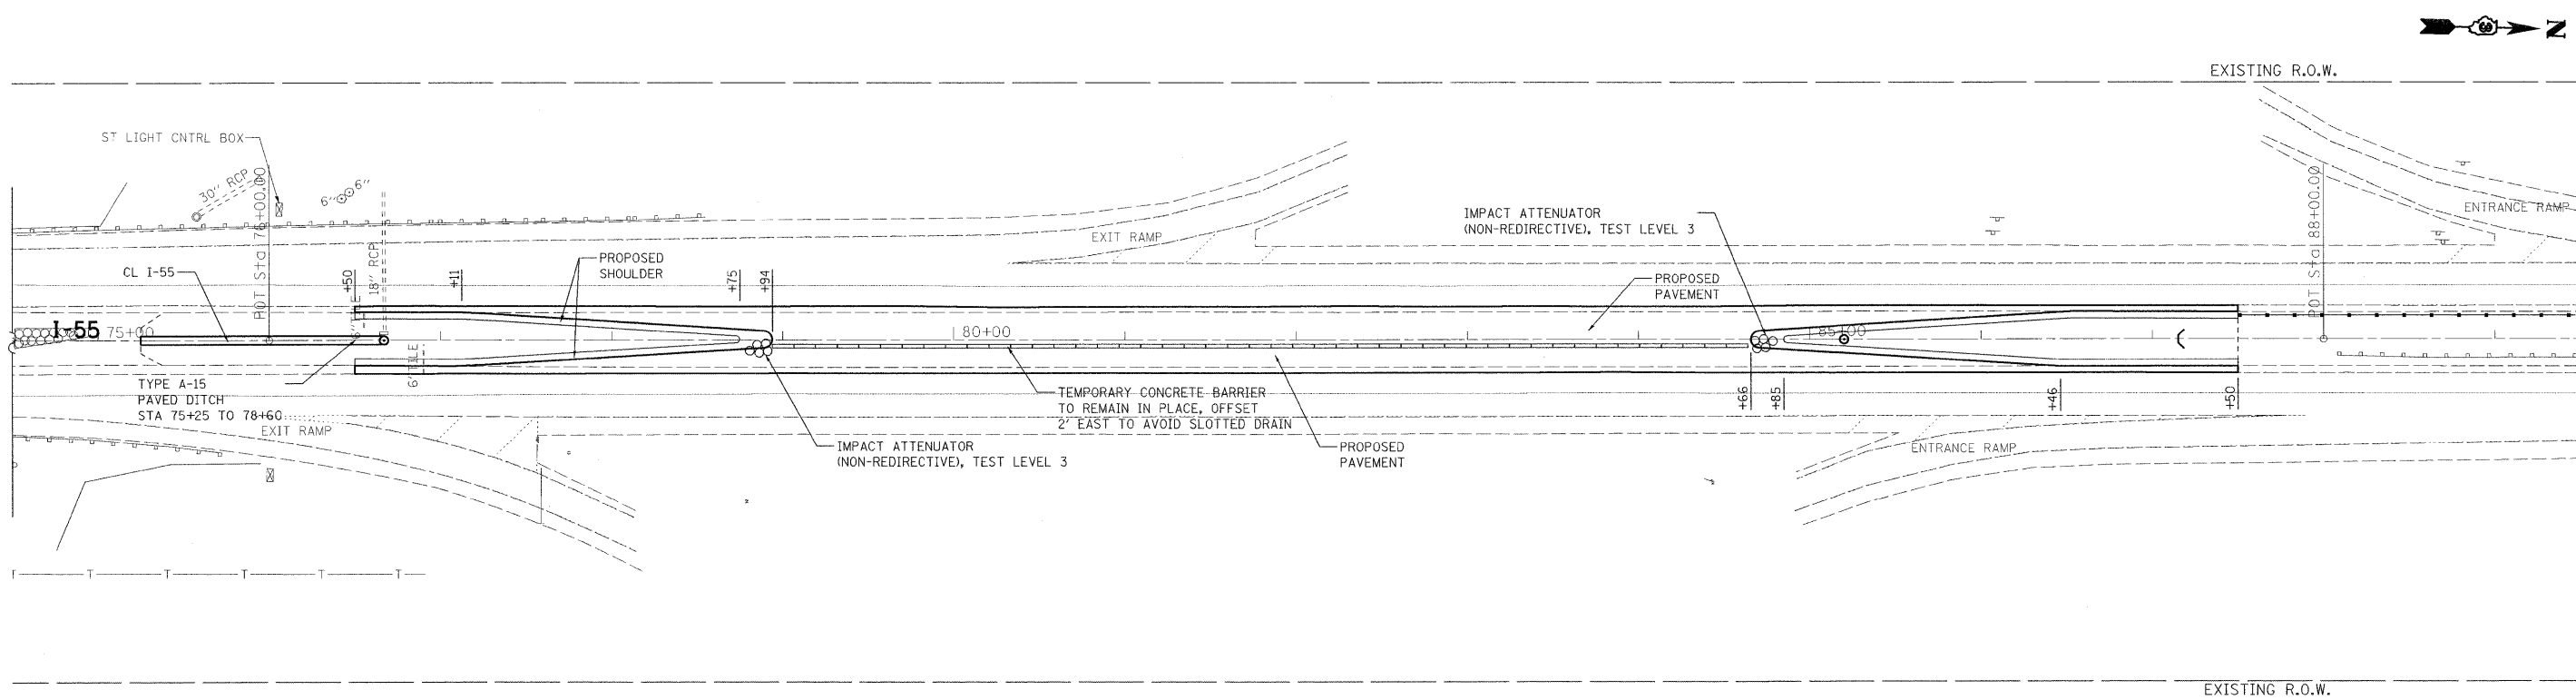 N
EXISTING R.O.W.
ST LIGHT CNTRL BOX
30" RCP
POT Sta 76+00.00
6"
6"
18" RCP
EXIT RAMP
IMPACT ATTENUATOR
(NON-REDIRECTIVE), TEST LEVEL 3
POT Sta 88+00.00
ENTRANCE RAMP
CL I-55
PROPOSED
SHOULDER
+50
+11
+75
+94
PROPOSED
PAVEMENT
I-55
75+00
80+00
85+00
TYPE A-15
PAVED DITCH
STA 75+25 TO 78+60
6' TILE
EXIT RAMP
TEMPORARY CONCRETE BARRIER
TO REMAIN IN PLACE, OFFSET
2' EAST TO AVOID SLOTTED DRAIN
IMPACT ATTENUATOR
(NON-REDIRECTIVE), TEST LEVEL 3
PROPOSED
PAVEMENT
+66
+85
+46
+50
ENTRANCE RAMP
T T T T T T
EXISTING R.O.W.